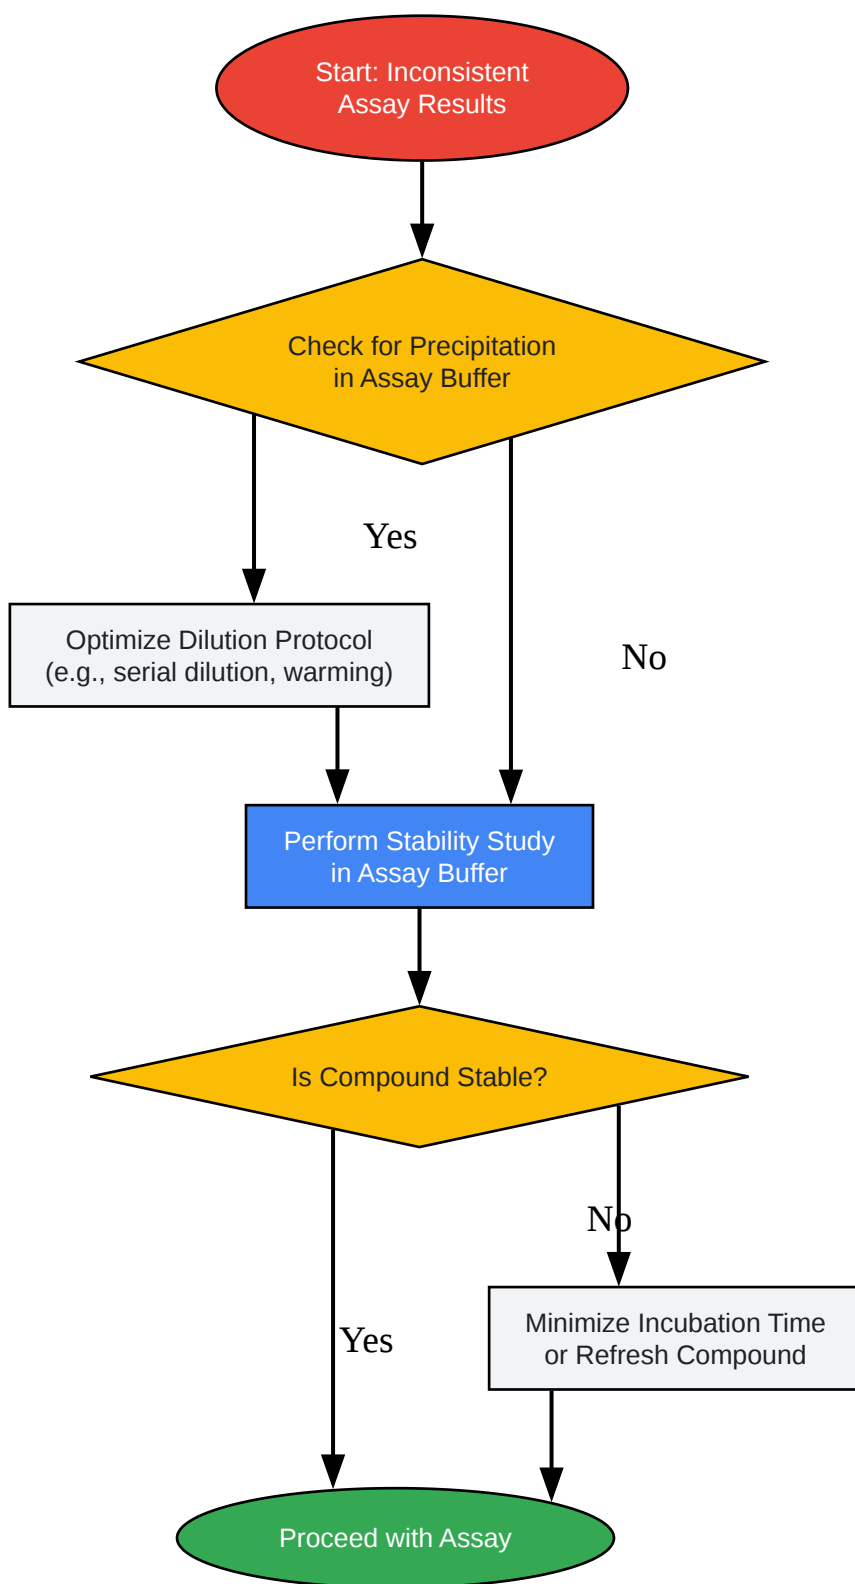 Start: Inconsistent
Assay Results
Check for Precipitation
in Assay Buffer
Yes
Optimize Dilution Protocol
(e.g., serial dilution, warming)
No
Perform Stability Study
in Assay Buffer
Is Compound Stable?
No
Minimize Incubation Time
or Refresh Compound
Yes
Proceed with Assay